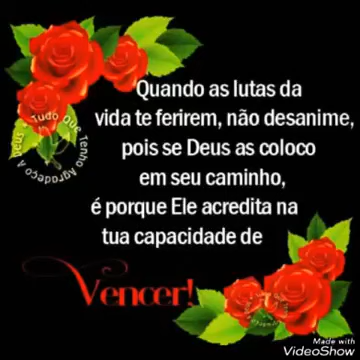 Quando as lutas da
vida te ferirem, não desanime,
pois se Deus as coloco
em seu caminho,
é porque Ele acredita na
tua capacidade de
Vencer!
Tudo Que Tenho Agradeço A Deus
Made with
VideoShow